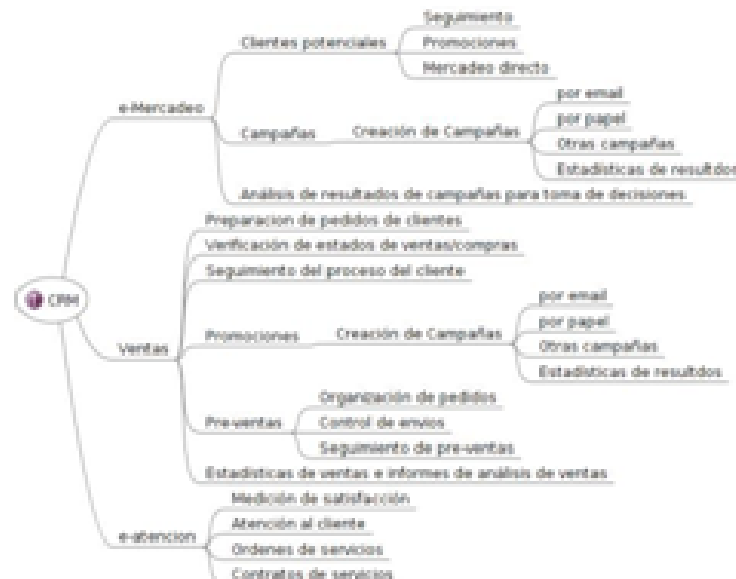 CRM
e-Mercadeo
Clientes potenciales
Seguimiento
Promociones
Mercadeo directo
Campañas
Creación de Campañas
por email
por papel
Otras campañas
Estadísticas de resultdos
Análisis de resultados de campañas para toma de decisiones
Ventas
Preparacion de pedidos de clientes
Verificación de estados de ventas/compras
Seguimiento del proceso del cliente
Promociones
Creación de Campañas
por email
por papel
Otras campañas
Estadísticas de resultdos
Pre-ventas
Organización de pedidos
Control de envios
Seguimiento de pre-ventas
Estadísticas de ventas e informes de análisis de ventas
e-atencion
Medición de satisfacción
Atención al cliente
Ordenes de servicios
Contratos de servicios